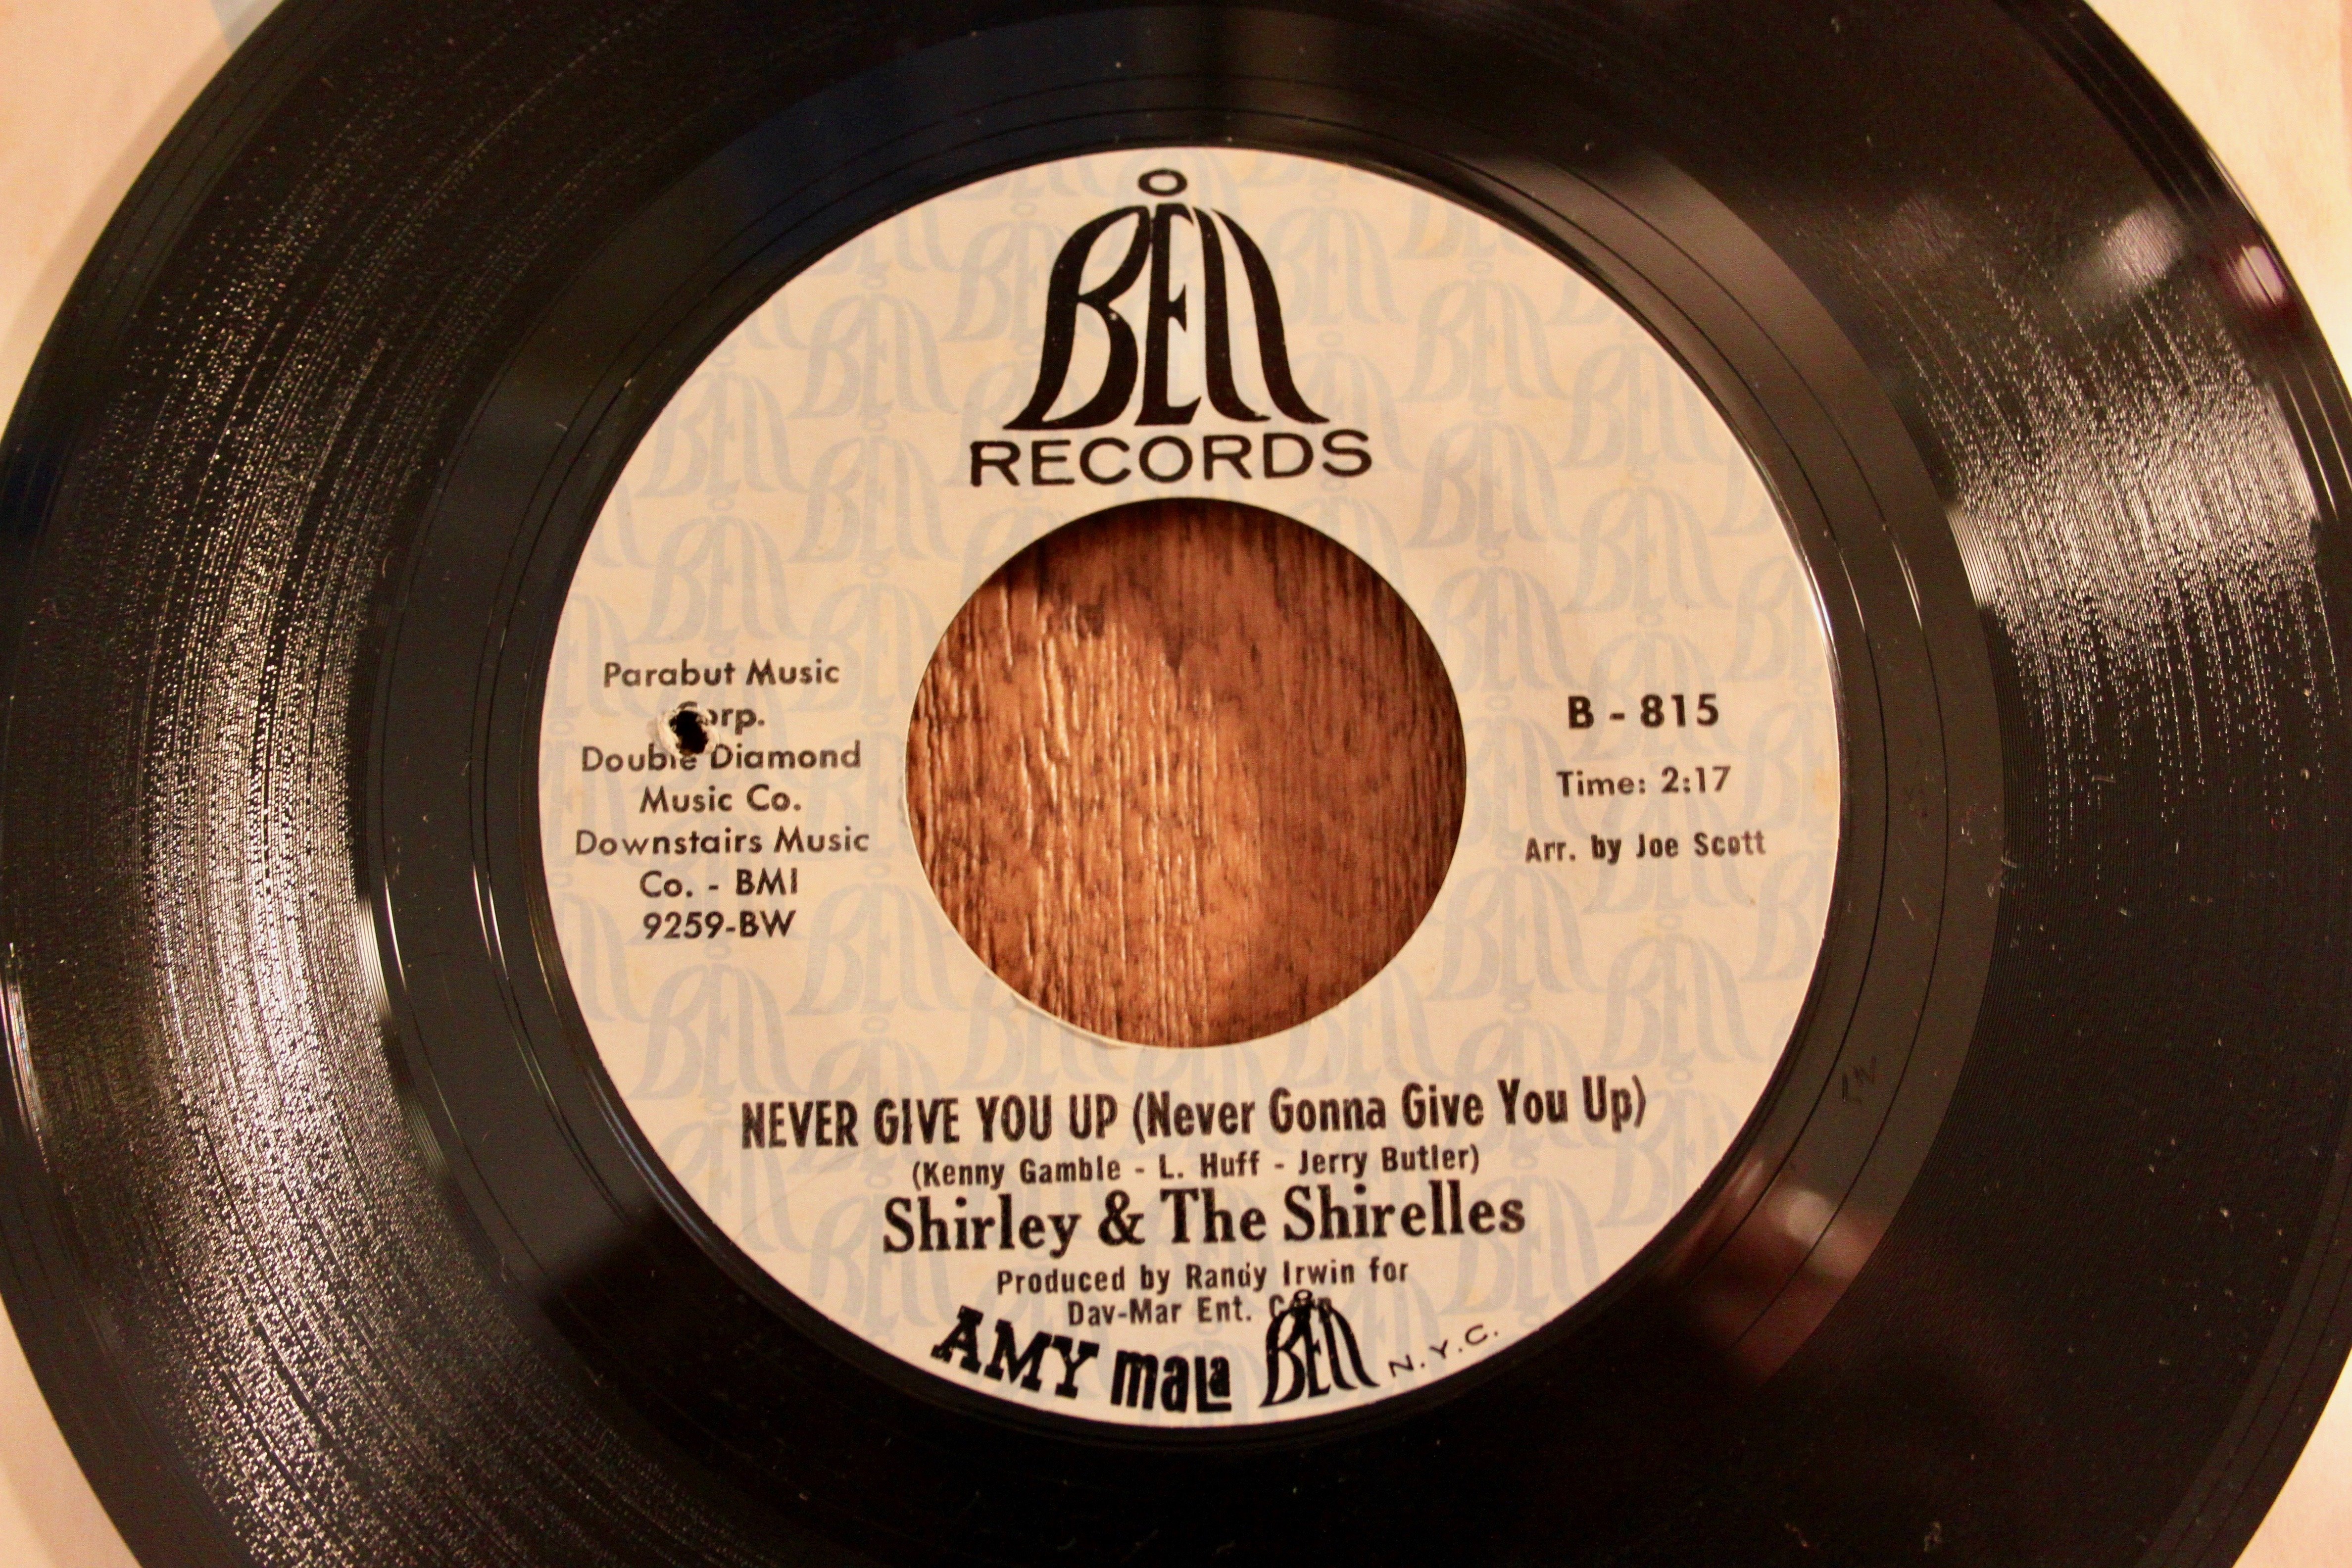 BELL
RECORDS
Parabut Music
Corp.
Double Diamond
Music Co.
Downstairs Music
Co. - BMI
9259-BW
B - 815
Time: 2:17
Arr. by Joe Scott
NEVER GIVE YOU UP (Never Gonna Give You Up)
(Kenny Gamble - L. Huff - Jerry Butler)
Shirley & The Shirelles
Produced by Randy Irwin for
Dav-Mar Ent. Corp.
AMY mala BELL N.Y.C.